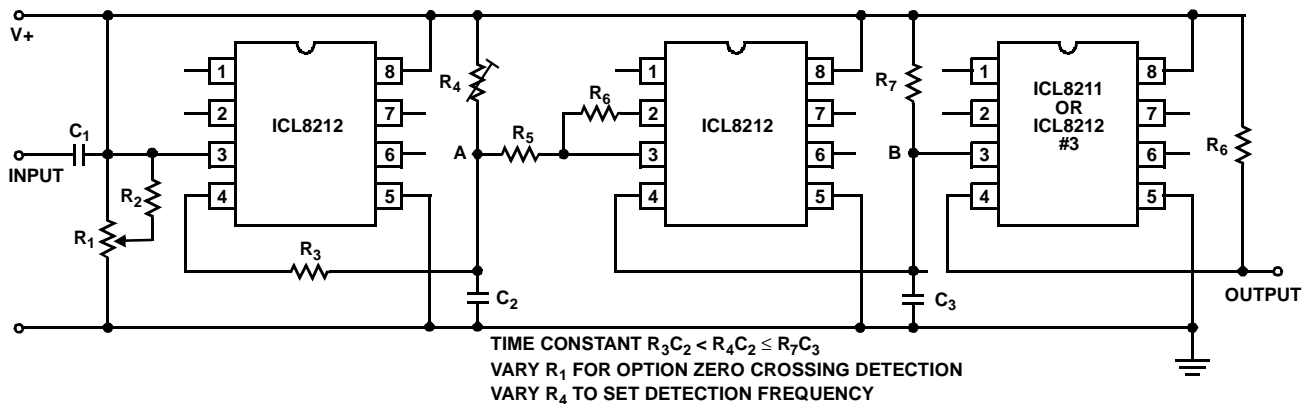 V+
INPUT
C1
R1
R2
1
2
3
4
ICL8212
8
7
6
5
R3
R4
A
C2
R5
R6
1
2
3
4
ICL8212
8
7
6
5
R7
B
C3
1
2
3
4
ICL8211
OR
ICL8212
#3
8
7
6
5
R6
OUTPUT
TIME CONSTANT R3C2 < R4C2 ≤ R7C3
VARY R1 FOR OPTION ZERO CROSSING DETECTION
VARY R4 TO SET DETECTION FREQUENCY